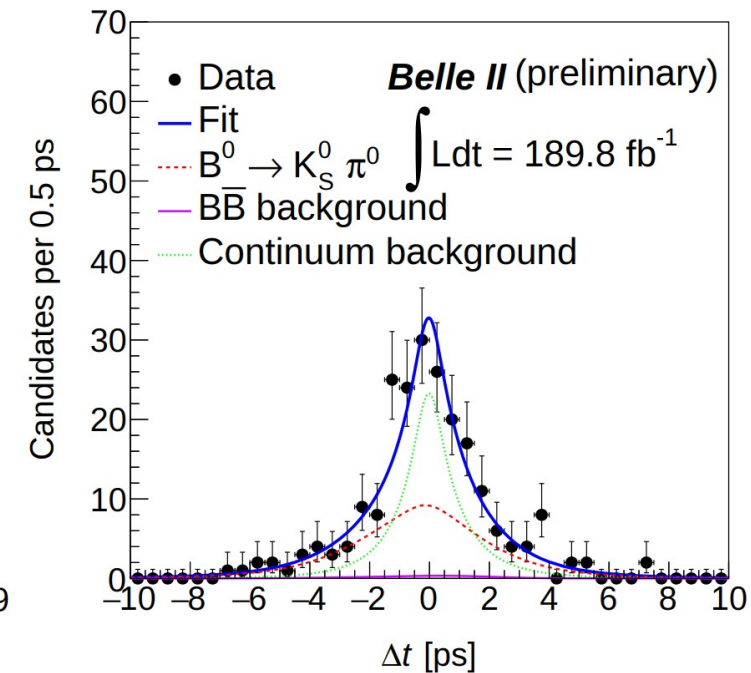 70
60
50
40
30
20
10
0
Candidates per 0.5 ps
Data
Fit
B⁰ → K⁰_S π⁰
BB̅ background
Continuum background
Belle II (preliminary)
∫ Ldt = 189.8 fb⁻¹
9
−10 −8 −6 −4 −2 0 2 4 6 8 10
Δt [ps]